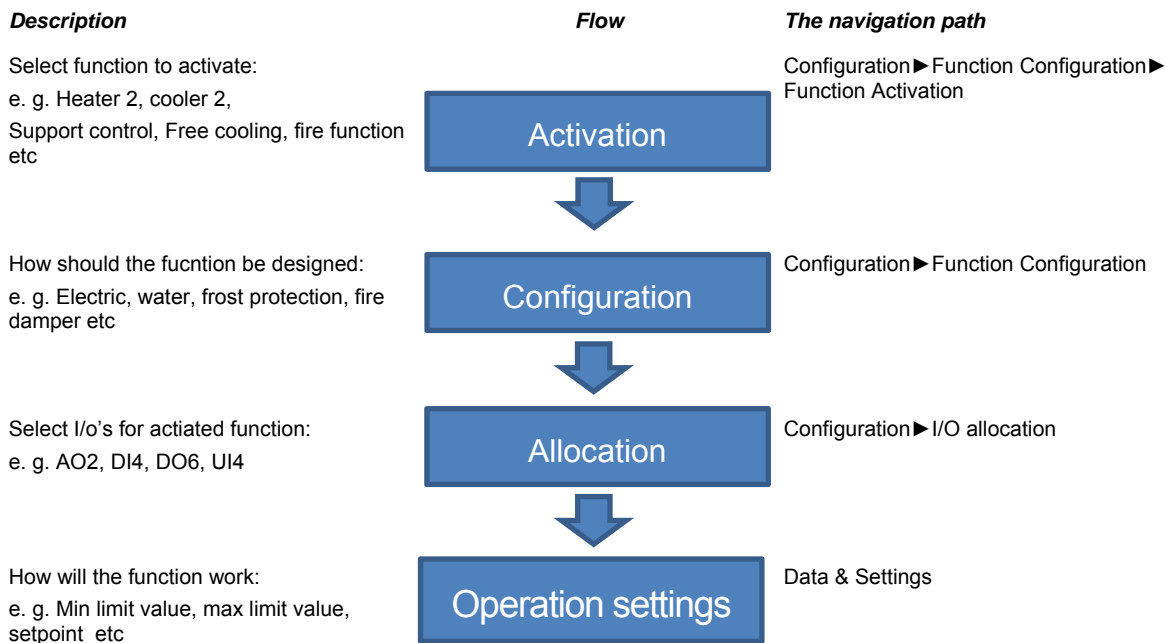 Description
Flow
The navigation path
Select function to activate:
e. g. Heater 2, cooler 2,
Support control, Free cooling, fire function
etc
Activation
Configuration►Function Configuration►
Function Activation
How should the fucntion be designed:
e. g. Electric, water, frost protection, fire
damper etc
Configuration
Configuration►Function Configuration
Select I/o's for actiated function:
e. g. AO2, DI4, DO6, UI4
Allocation
Configuration►I/O allocation
How will the function work:
e. g. Min limit value, max limit value,
setpoint etc
Operation settings
Data & Settings